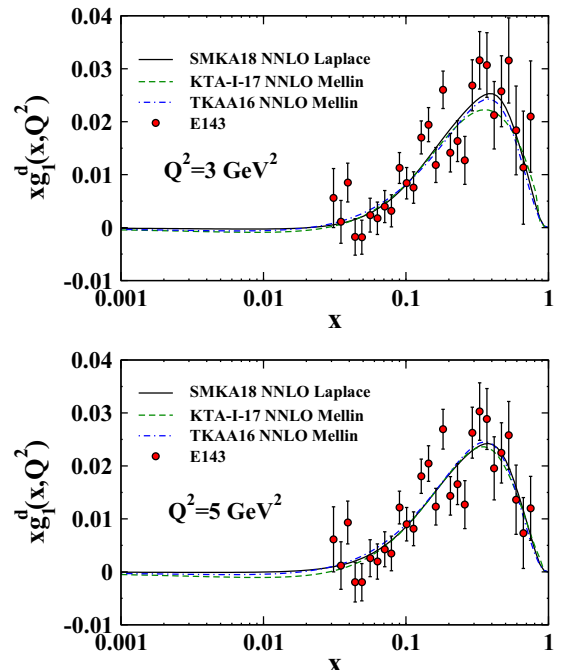 0.04
SMKA18 NNLO Laplace
0.03
KTA-I-17 NNLO Mellin
TKAA16 NNLO Mellin
E143
0.02
xg₁ᵈ(x,Q²)
Q²=3 GeV²
0.01
0
-0.01
0.001 0.01 0.1 1
x
0.04
SMKA18 NNLO Laplace
0.03
KTA-I-17 NNLO Mellin
TKAA16 NNLO Mellin
E143
0.02
xg₁ᵈ(x,Q²)
Q²=5 GeV²
0.01
0
-0.01
0.001 0.01 0.1 1
x